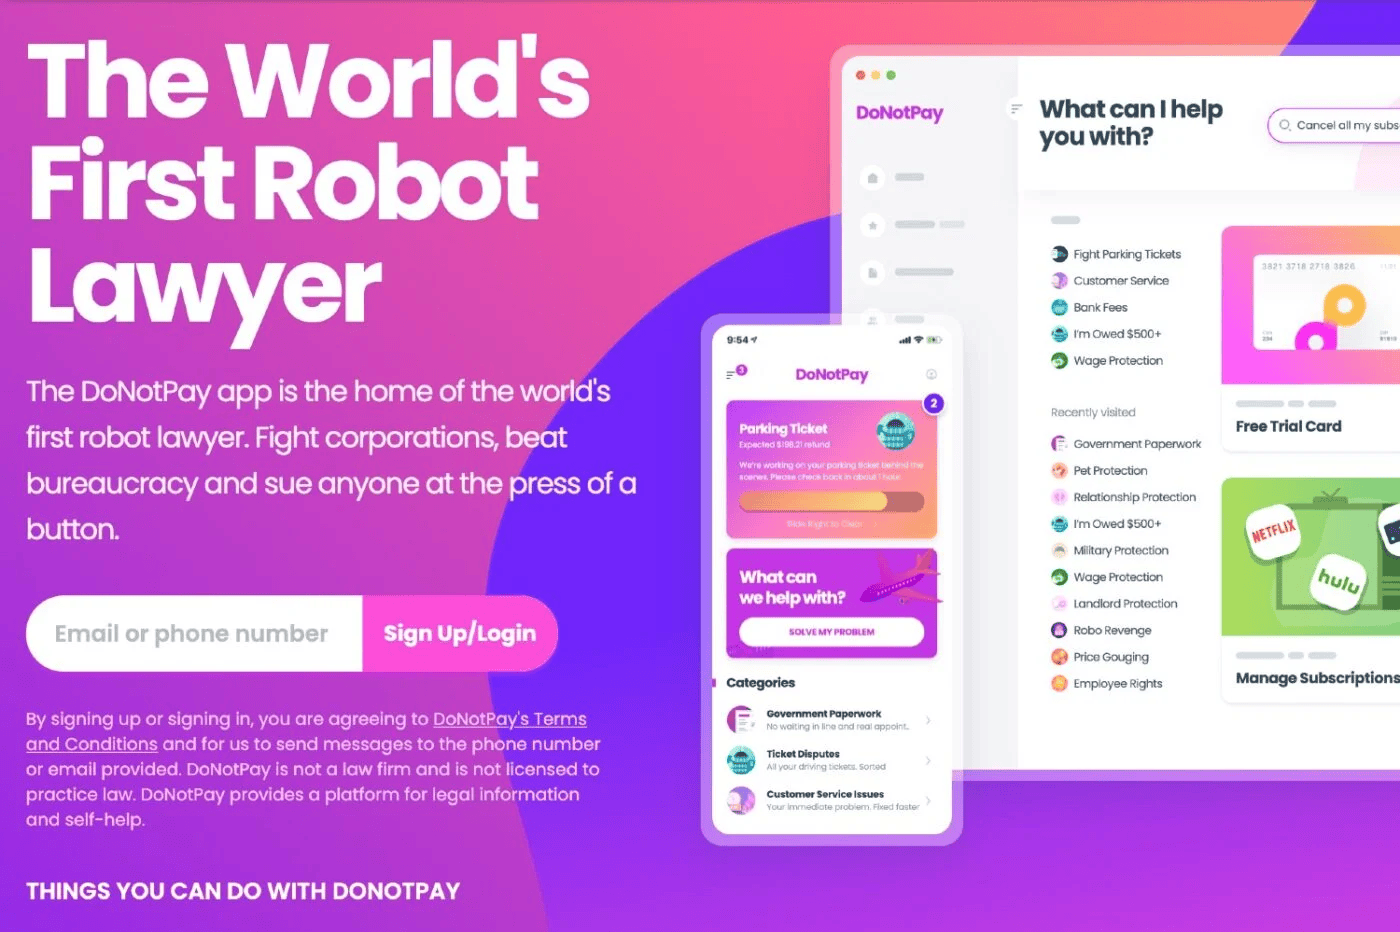 The World's
First Robot
Lawyer
The DoNotPay app is the home of the world's
first robot lawyer. Fight corporations, beat
bureaucracy and sue anyone at the press of a
button.
Email or phone number
Sign Up/Login
By signing up or signing in, you are agreeing to DoNotPay's Terms
and Conditions and for us to send messages to the phone number
or email provided. DoNotPay is not a law firm and is not licensed to
practice law. DoNotPay provides a platform for legal information
and self-help.
THINGS YOU CAN DO WITH DONOTPAY
9:54
3
DoNotPay
2
Parking Ticket
Expected $198.21 refund
We're working on your parking ticket behind the
scenes. Please check back in about 1 hour.
Slide Right to Clear
What can
we help with?
SOLVE MY PROBLEM
Categories
Government Paperwork
No waiting in line and real appoint..
Ticket Disputes
All your driving tickets. Sorted
Customer Service Issues
Your immediate problem. Fixed faster
DoNotPay
What can I help
you with?
Cancel all my subs
Fight Parking Tickets
Customer Service
Bank Fees
I'm Owed $500+
Wage Protection
Recently visited
Government Paperwork
Pet Protection
Relationship Protection
I'm Owed $500+
Military Protection
Wage Protection
Landlord Protection
Robo Revenge
Price Gouging
Employee Rights
3821 3718 2718 3826
Free Trial Card
NETFLIX
hulu
Manage Subscriptions